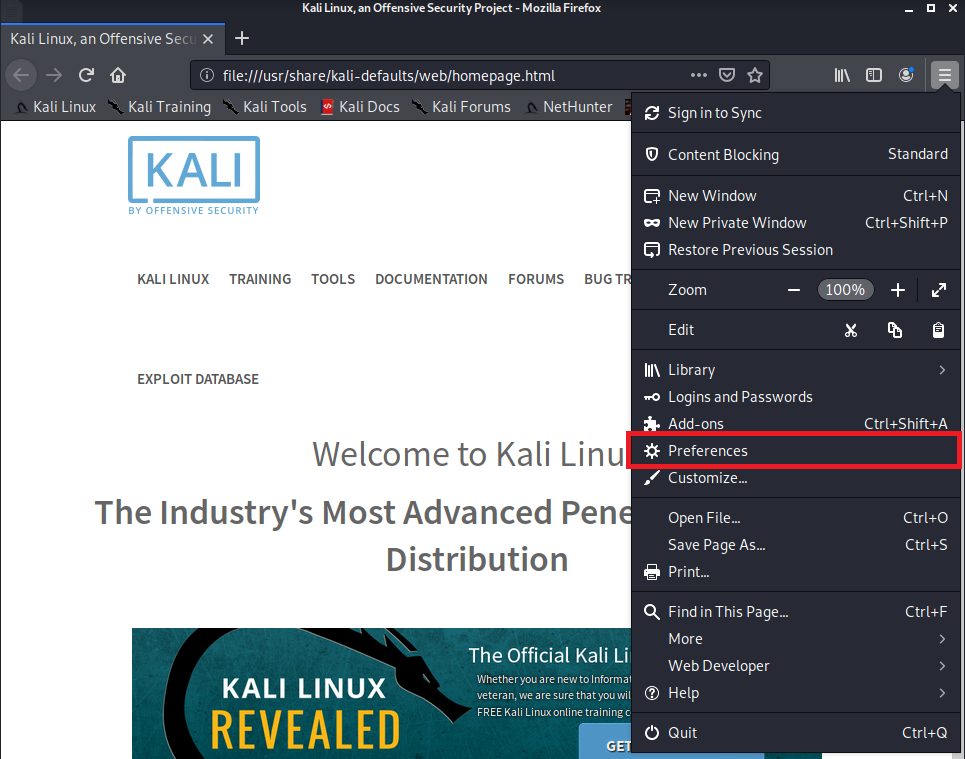 Kali Linux, an Offensive Security Project - Mozilla Firefox
Kali Linux, an Offensive Secu
file:///usr/share/kali-defaults/web/homepage.html
Kali Linux Kali Training Kali Tools Kali Docs Kali Forums NetHunter
KALI
BY OFFENSIVE SECURITY
KALI LINUX TRAINING TOOLS DOCUMENTATION FORUMS BUG TR
EXPLOIT DATABASE
Welcome to Kali Linu
The Industry's Most Advanced Pene
Distribution
KALI LINUX
REVEALED
The Official Kali Li
Whether you are new to Informat
veteran, we are sure that you wil
FREE Kali Linux online training c
GET
Sign in to Sync
Content Blocking Standard
New Window Ctrl+N
New Private Window Ctrl+Shift+P
Restore Previous Session
Zoom 100%
Edit
Library
Logins and Passwords
Add-ons Ctrl+Shift+A
Preferences
Customize...
Open File... Ctrl+O
Save Page As... Ctrl+S
Print...
Find in This Page... Ctrl+F
More
Web Developer
Help
Quit Ctrl+Q